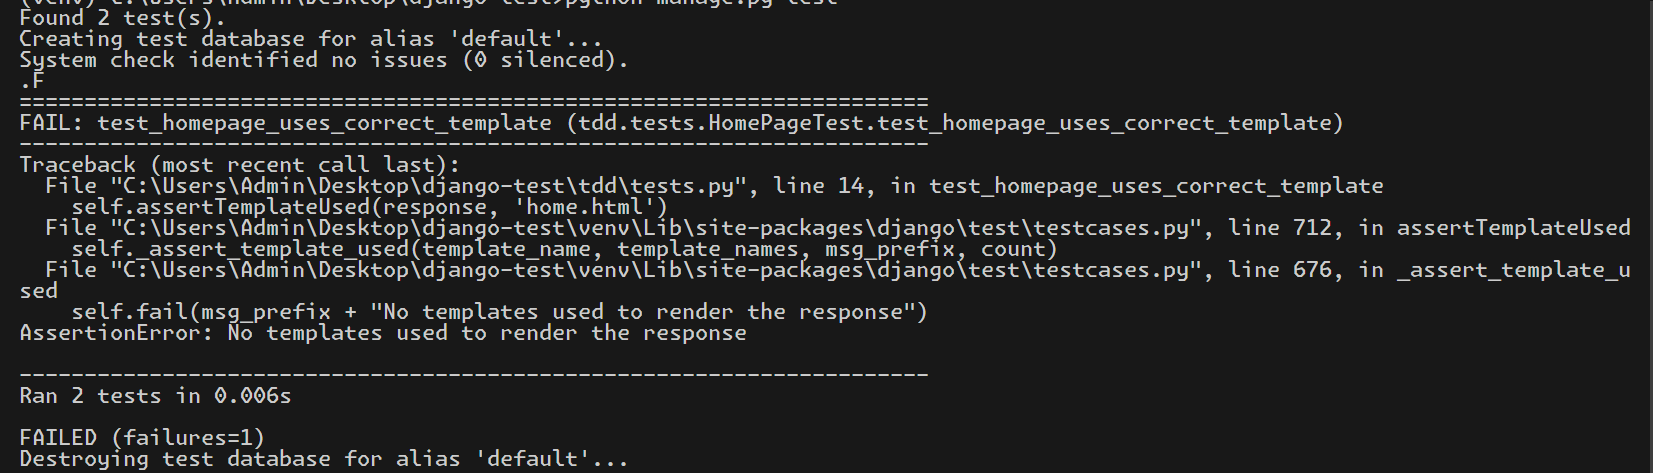 (venv) C:\Users\Admin\Desktop\django-test>python manage.py test
Found 2 test(s).
Creating test database for alias 'default'...
System check identified no issues (0 silenced).
.F
======================================================================
FAIL: test_homepage_uses_correct_template (tdd.tests.HomePageTest.test_homepage_uses_correct_template)
----------------------------------------------------------------------
Traceback (most recent call last):
  File "C:\Users\Admin\Desktop\django-test\tdd\tests.py", line 14, in test_homepage_uses_correct_template
    self.assertTemplateUsed(response, 'home.html')
  File "C:\Users\Admin\Desktop\django-test\venv\Lib\site-packages\django\test\testcases.py", line 712, in assertTemplateUsed
    self._assert_template_used(template_name, template_names, msg_prefix, count)
  File "C:\Users\Admin\Desktop\django-test\venv\Lib\site-packages\django\test\testcases.py", line 676, in _assert_template_u
sed
    self.fail(msg_prefix + "No templates used to render the response")
AssertionError: No templates used to render the response

----------------------------------------------------------------------
Ran 2 tests in 0.006s

FAILED (failures=1)
Destroying test database for alias 'default'...